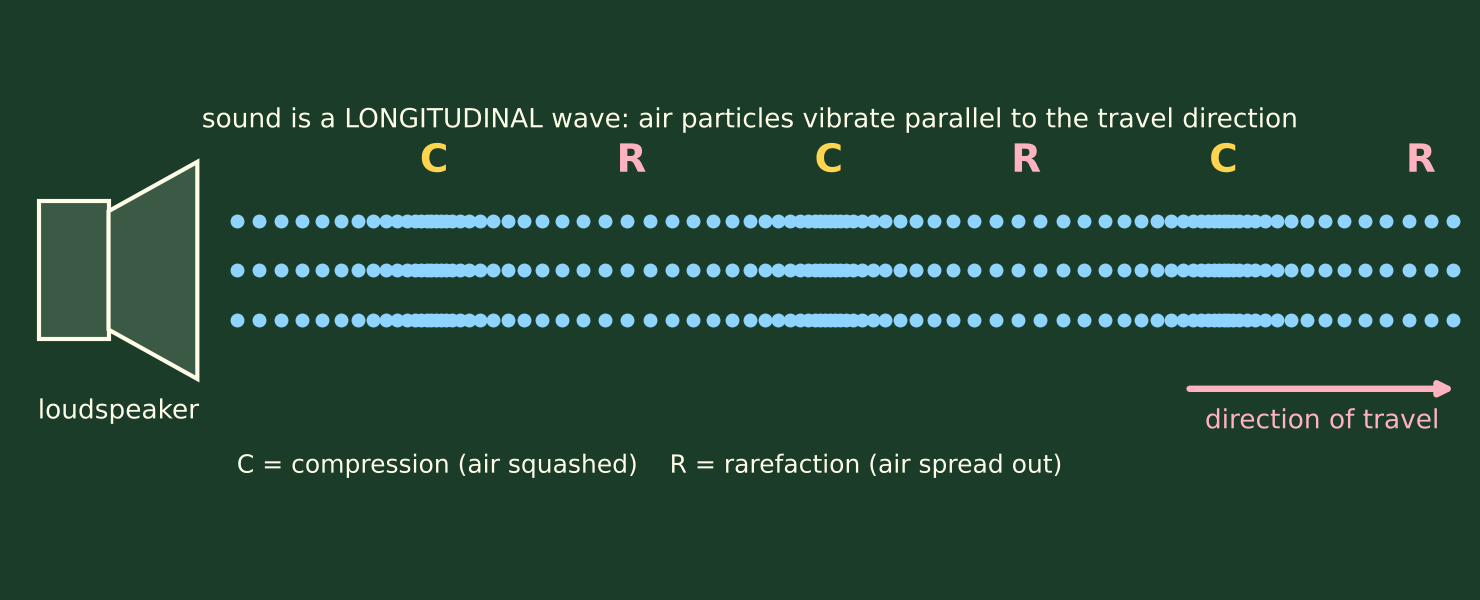 sound is a LONGITUDINAL wave: air particles vibrate parallel to the travel direction
C R C R C R
loudspeaker
direction of travel
C = compression (air squashed) R = rarefaction (air spread out)